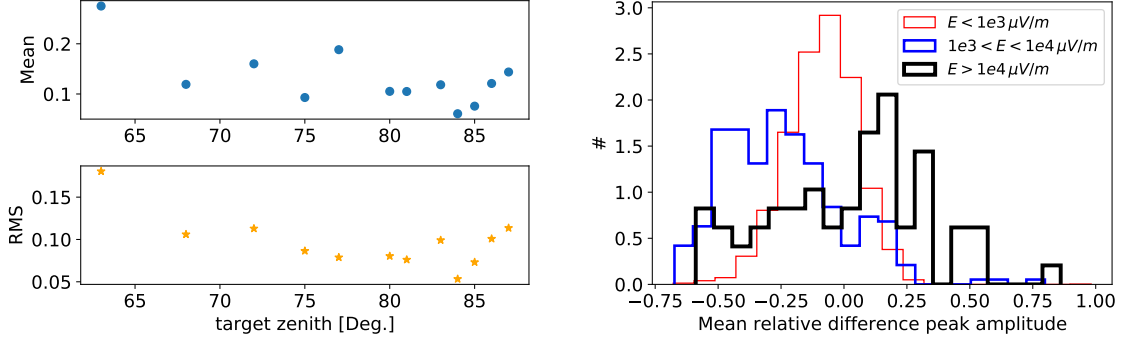 Mean
0.2
0.1
65 70 75 80 85
RMS
0.15
0.10
0.05
65 70 75 80 85
target zenith [Deg.]
#
3.0
2.5
2.0
1.5
1.0
0.5
0.0
−0.75 −0.50 −0.25 0.00 0.25 0.50 0.75 1.00
Mean relative difference peak amplitude
E < 1e3 μV/m
1e3 < E < 1e4 μV/m
E > 1e4 μV/m